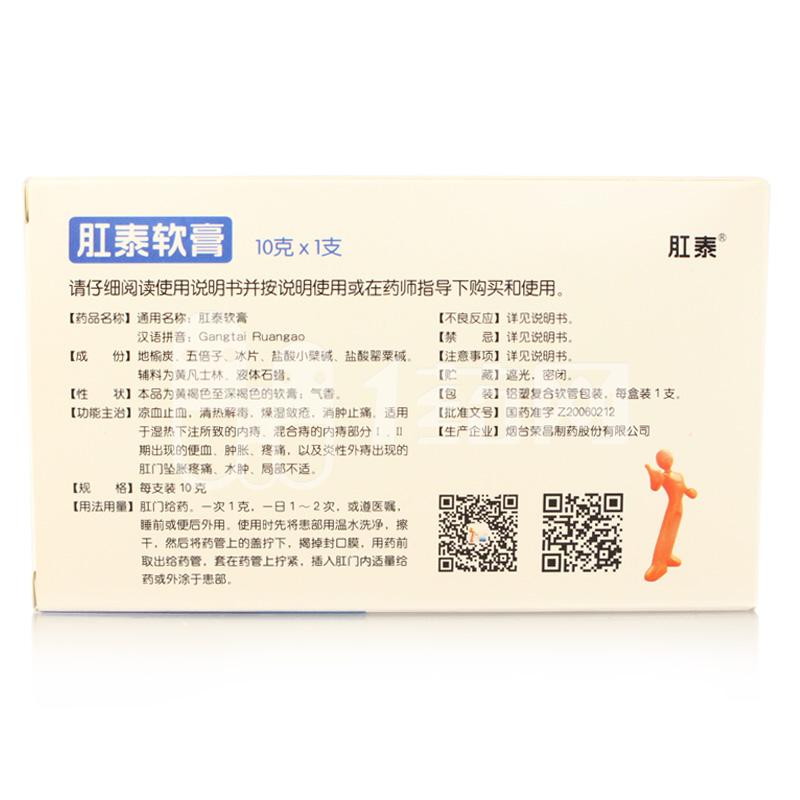 肛泰软膏 10克x1支
肛泰®
请仔细阅读使用说明书并按说明使用或在药师指导下购买和使用。
【药品名称】通用名称：肛泰软膏
汉语拼音：Gangtai Ruangao
【成　份】地榆炭、五倍子、冰片、盐酸小檗碱、盐酸罂粟碱。
辅料为黄凡士林、液体石蜡。
【性　状】本品为黄褐色至深褐色的软膏；气香。
【功能主治】凉血止血，清热解毒，燥湿敛疮，消肿止痛。适用
于湿热下注所致的内痔、混合痔的内痔部分Ⅰ、Ⅱ
期出现的便血、肿胀、疼痛，以及炎性外痔出现的
肛门坠胀疼痛、水肿、局部不适。
【规　格】每支装10克
【用法用量】肛门给药。一次1克，一日1～2次，或遵医嘱，
睡前或便后外用。使用时先将患部用温水洗净，擦
干，然后将药管上的盖拧下，揭掉封口膜，用药前
取出给药管，套在药管上拧紧，插入肛门内适量给
药或外涂于患部。
【不良反应】详见说明书。
【禁　忌】详见说明书。
【注意事项】详见说明书。
【贮　藏】遮光，密闭。
【包　装】铝塑复合软管包装，每盒装1支。
【批准文号】国药准字Z20060212
【生产企业】烟台荣昌制药股份有限公司
1药网